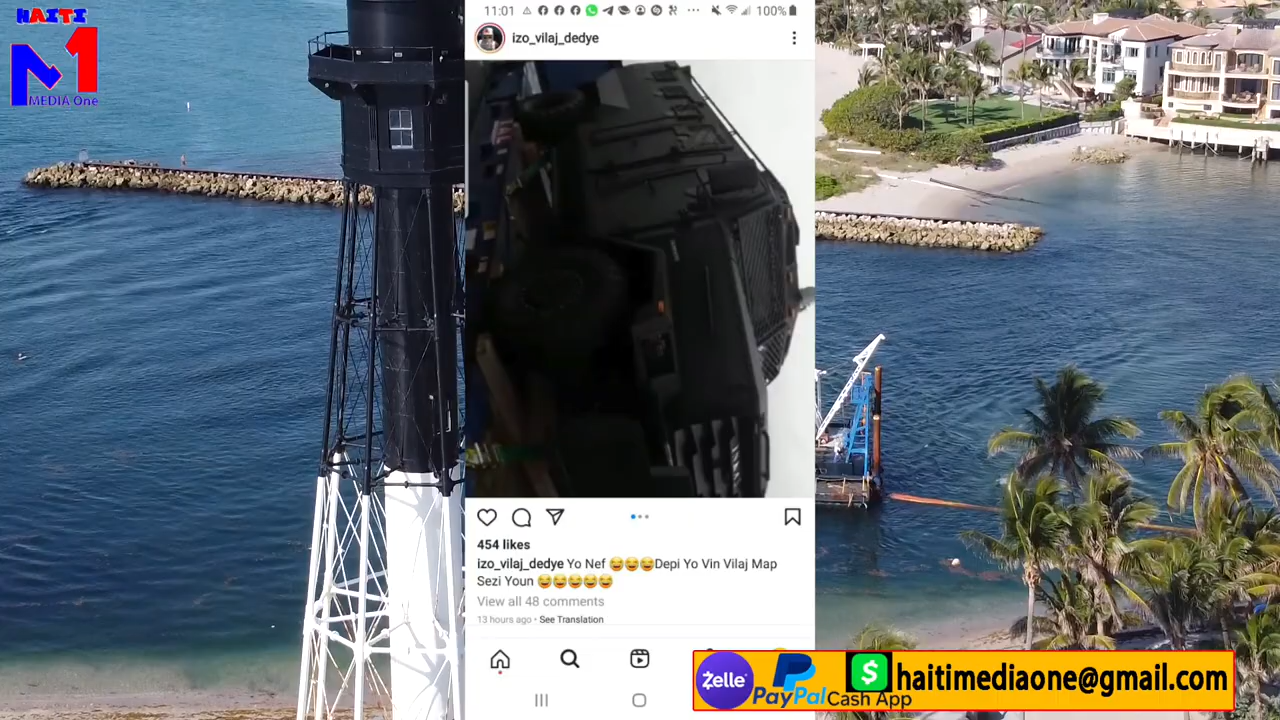 HAITI
M1
MEDIA One
11:01
100%
izo_vilaj_dedye
454 likes
izo_vilaj_dedye Yo Nef 😂😂😂Depi Yo Vin Vilaj Map
Sezi Youn 😂😂😂😂😂
View all 48 comments
13 hours ago • See Translation
Zelle
PayPal
$
Cash App
haitimediaone@gmail.com